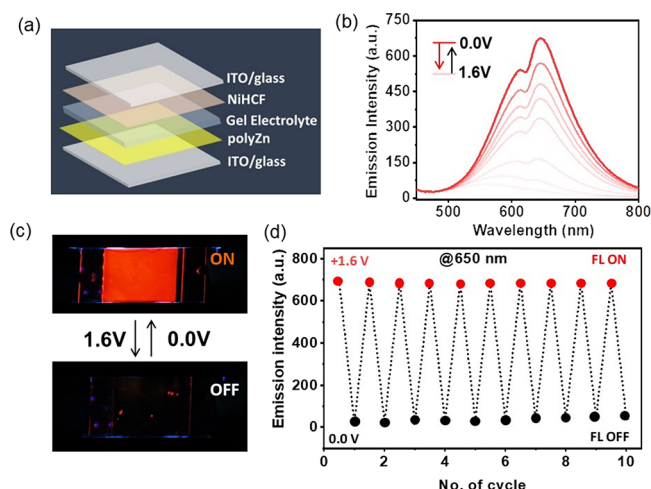 (a)
ITO/glass
NiHCF
Gel Electrolyte
polyZn
ITO/glass
(b)
Emission Intensity (a.u.)
750
600
450
300
150
0
0.0V
1.6V
500 600 700 800
Wavelength (nm)
(c)
ON
1.6V 0.0V
OFF
(d)
Emission intensity (a.u.)
800
600
400
200
0
+1.6 V @650 nm FL ON
0.0 V FL OFF
0 2 4 6 8 10
No. of cycle